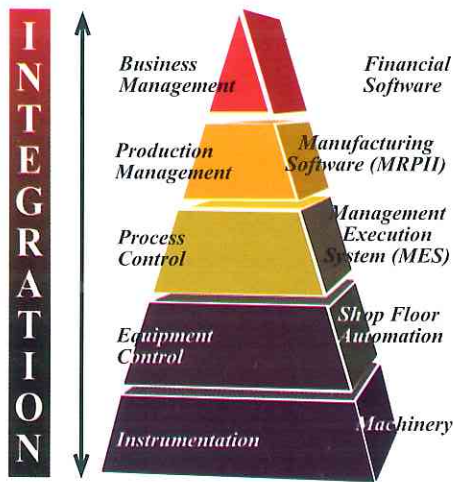 INTEGRATION
Business
Management
Financial
Software
Production
Management
Manufacturing
Software (MRPII)
Process
Control
Management
Execution
System (MES)
Equipment
Control
Shop Floor
Automation
Instrumentation
Machinery